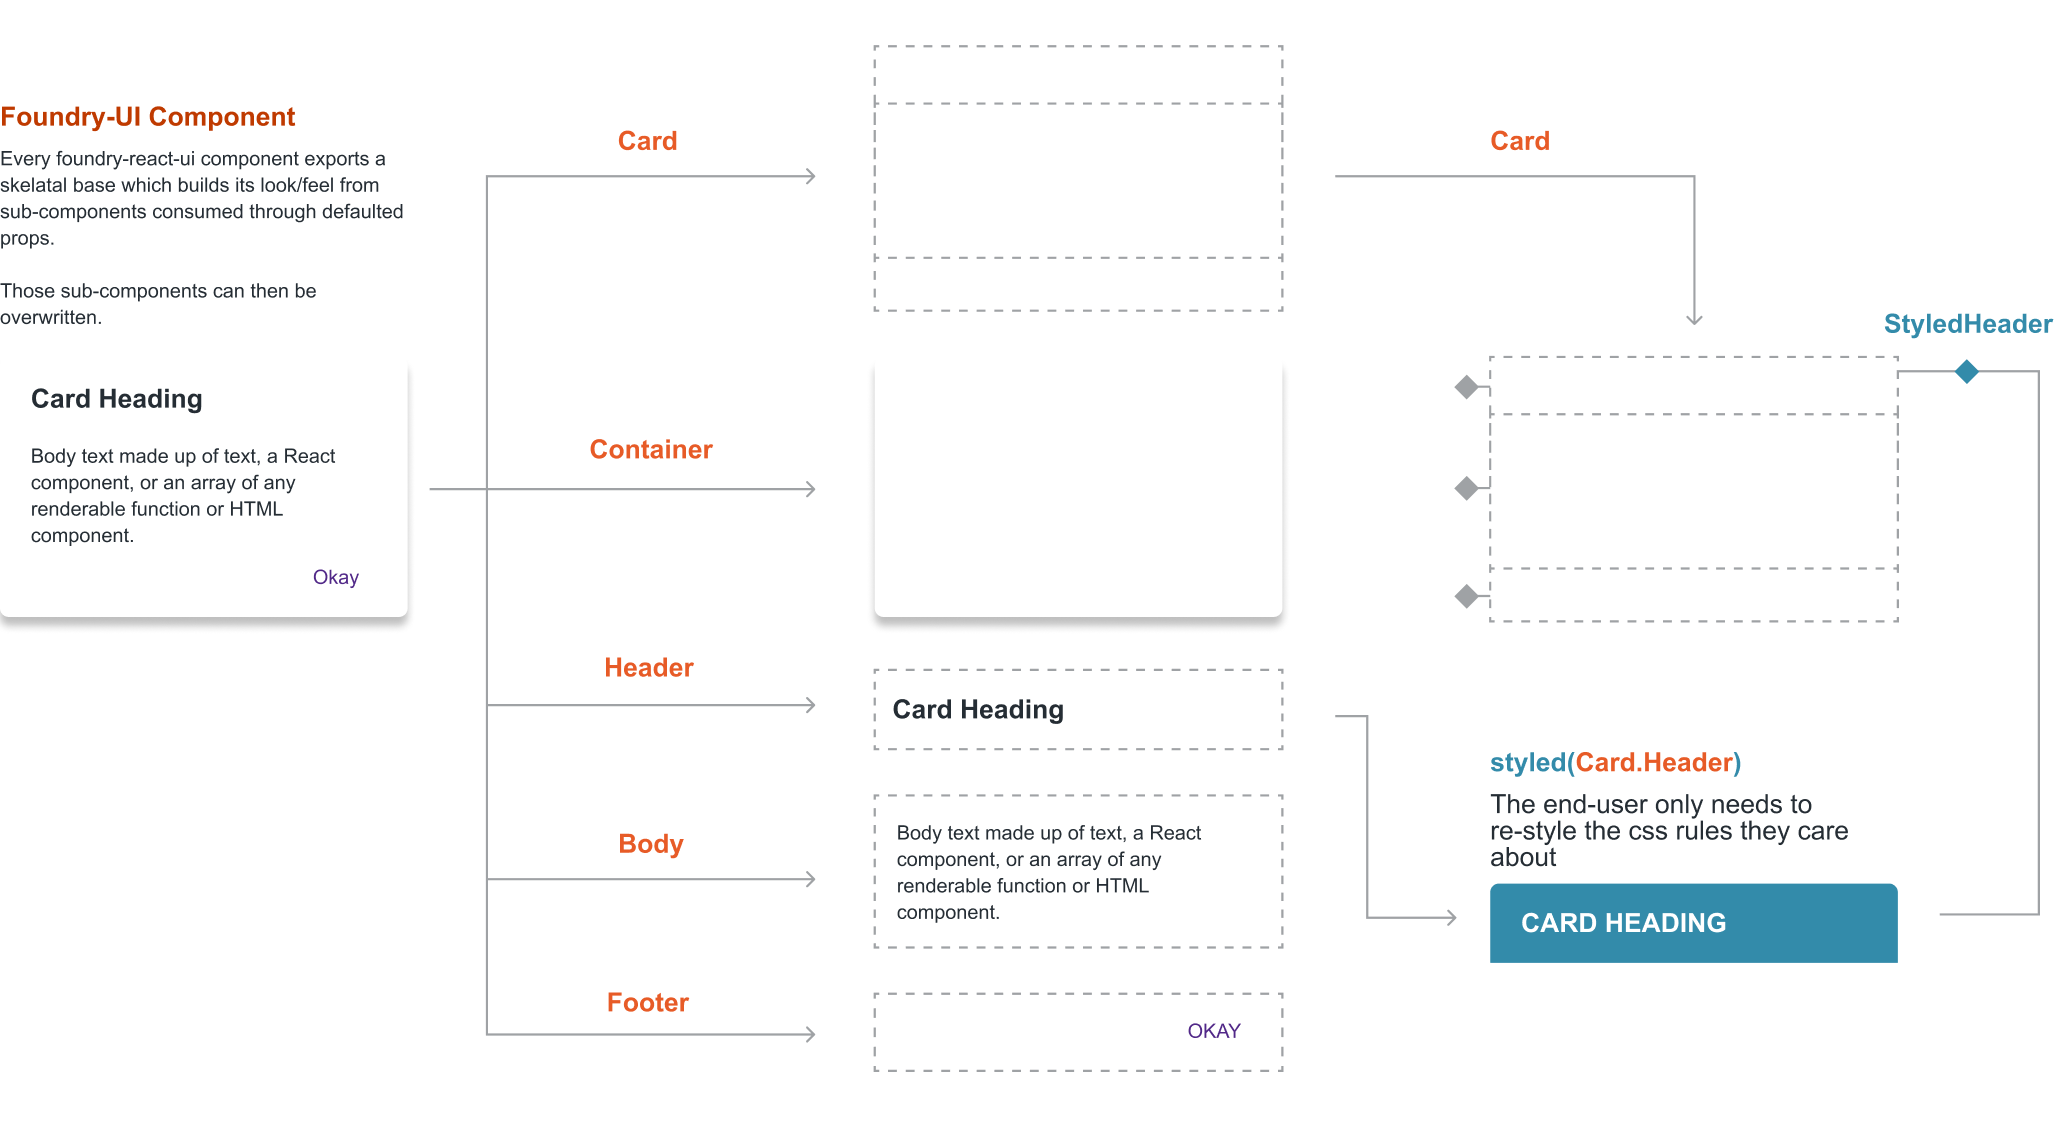 Foundry-UI Component
Every foundry-react-ui component exports a
skelatal base which builds its look/feel from
sub-components consumed through defaulted
props.
Those sub-components can then be
overwritten.
Card Heading
Body text made up of text, a React
component, or an array of any
renderable function or HTML
component.
Okay
Card
Container
Header
Body
Footer
Card Heading
Body text made up of text, a React
component, or an array of any
renderable function or HTML
component.
OKAY
Card
StyledHeader
styled(Card.Header)
The end-user only needs to
re-style the css rules they care
about
CARD HEADING